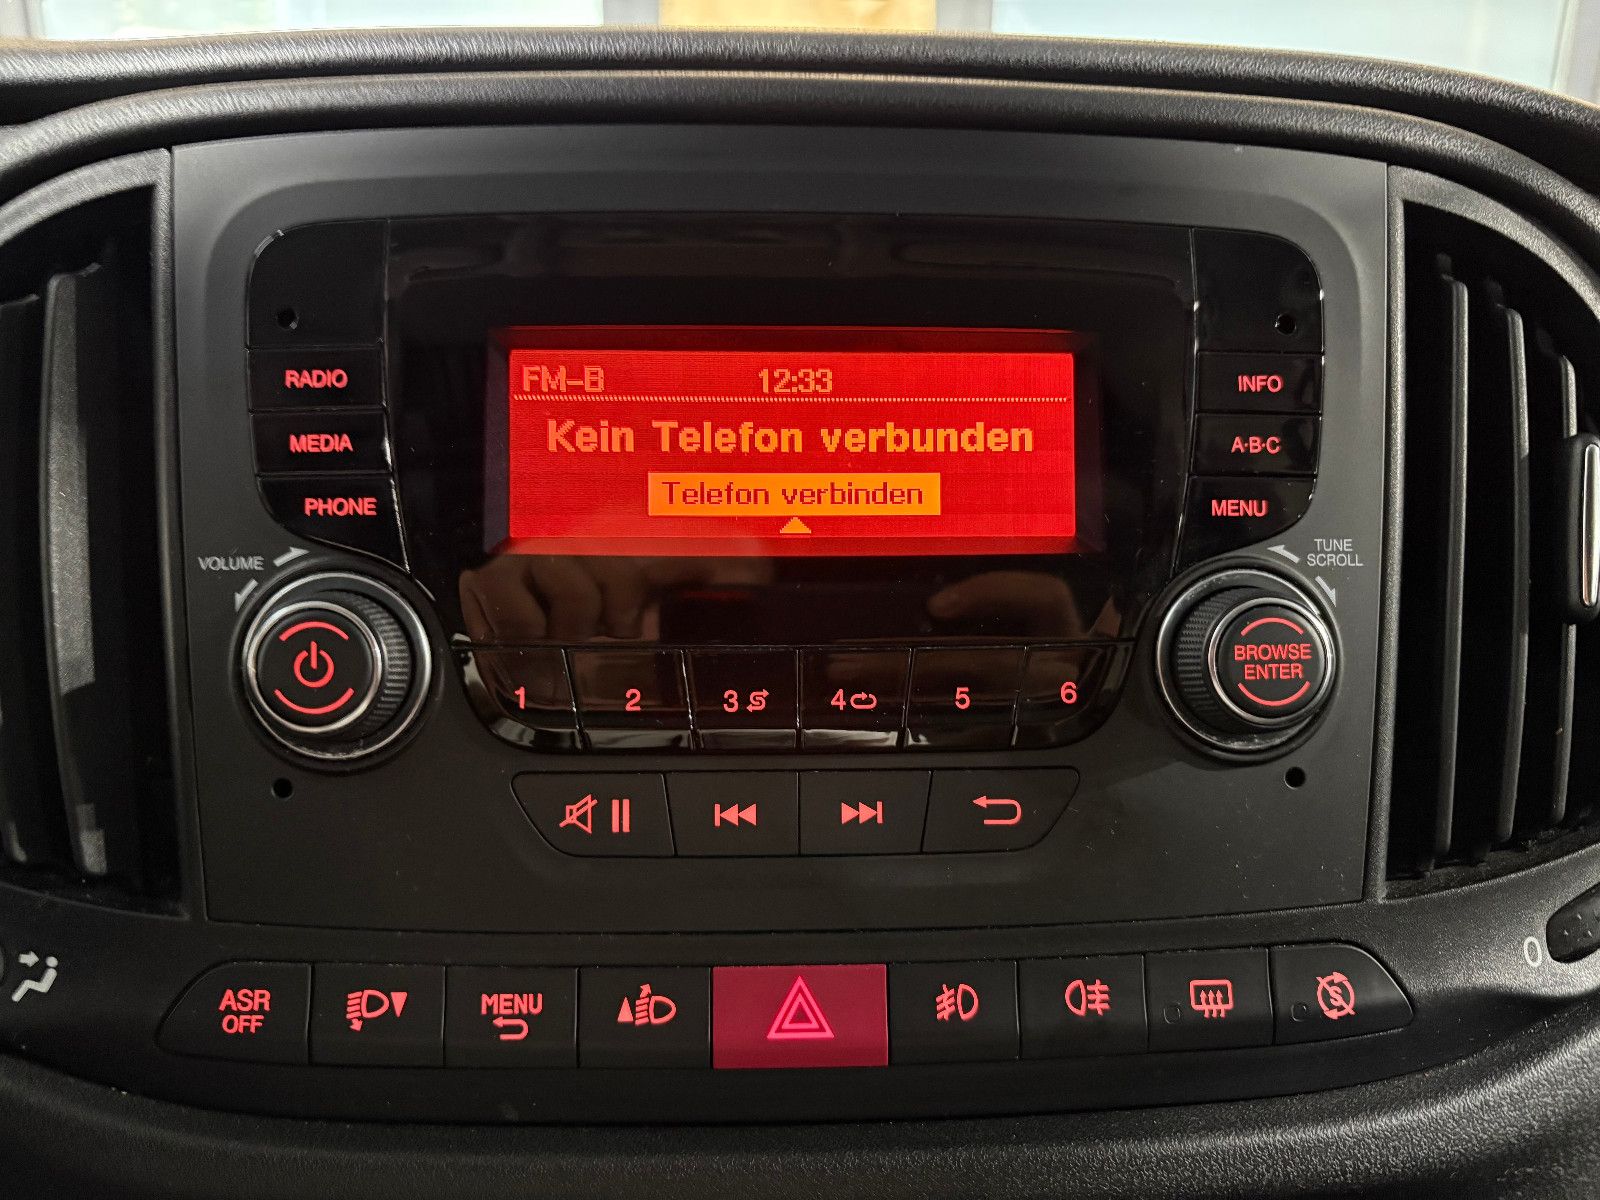 FM-B 12:33
Kein Telefon verbunden
Telefon verbinden
RADIO
MEDIA
PHONE
INFO
A·B·C
MENU
VOLUME
TUNE
SCROLL
BROWSE
ENTER
1 2 3 4 5 6
ASR
OFF
MENU
0